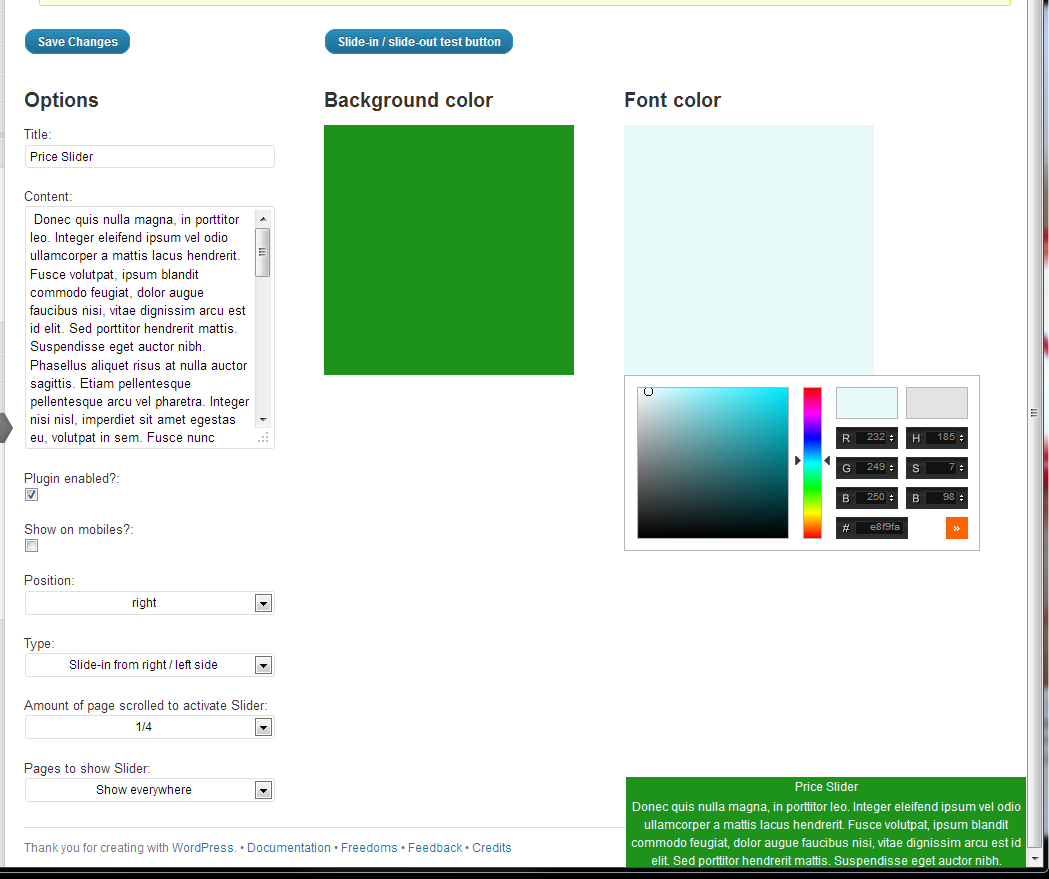 Save Changes
Slide-in / slide-out test button
Options
Background color
Font color
Title:
Price Slider
Content:
Donec quis nulla magna, in porttitor
leo. Integer eleifend ipsum vel odio
ullamcorper a mattis lacus hendrerit.
Fusce volutpat, ipsum blandit
commodo feugiat, dolor augue
faucibus nisi, vitae dignissim arcu est
id elit. Sed porttitor hendrerit mattis.
Suspendisse eget auctor nibh.
Phasellus aliquet risus at nulla auctor
sagittis. Etiam pellentesque
pellentesque arcu vel pharetra. Integer
nisi nisl, imperdiet sit amet egestas
eu, volutpat in sem. Fusce nunc
R 232 H 185
G 249 S 7
B 250 B 98
# e8f9fa »
Plugin enabled?:
Show on mobiles?:
Position:
right
Type:
Slide-in from right / left side
Amount of page scrolled to activate Slider:
1/4
Pages to show Slider:
Show everywhere
Thank you for creating with WordPress. • Documentation • Freedoms • Feedback • Credits
Price Slider
Donec quis nulla magna, in porttitor leo. Integer eleifend ipsum vel odio
ullamcorper a mattis lacus hendrerit. Fusce volutpat, ipsum blandit
commodo feugiat, dolor augue faucibus nisi, vitae dignissim arcu est id
elit. Sed porttitor hendrerit mattis. Suspendisse eget auctor nibh.